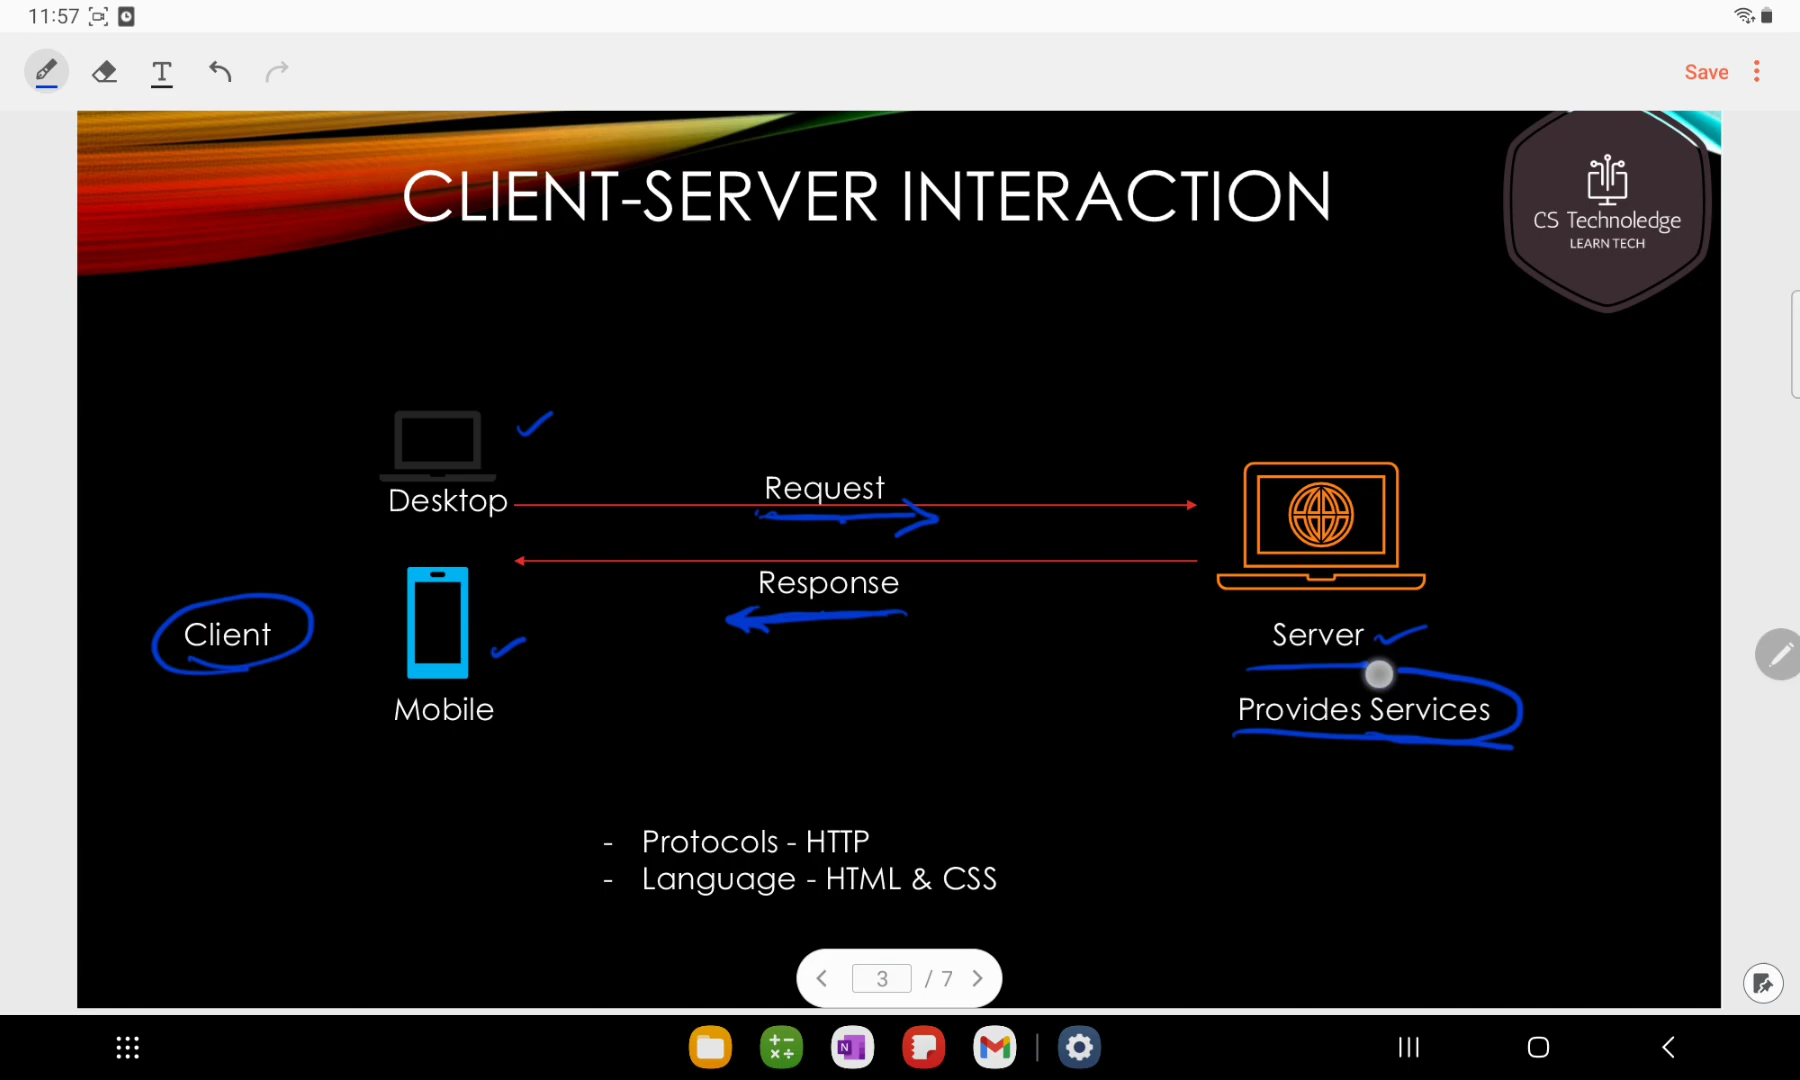 11:57
Save
CLIENT-SERVER INTERACTION
CS Technoledge
LEARN TECH
Desktop
Request
Response
Client
Mobile
Server
Provides Services
- Protocols - HTTP
- Language - HTML & CSS
3 / 7